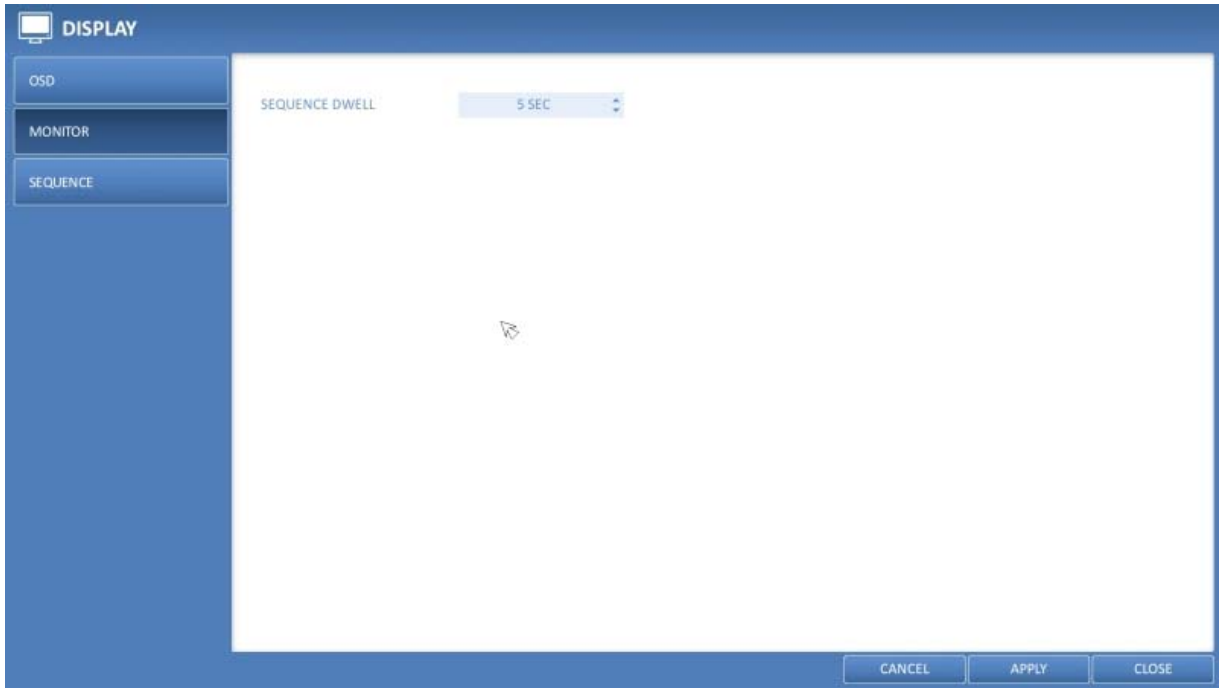 DISPLAY
OSD
MONITOR
SEQUENCE
SEQUENCE DWELL 5 SEC
CANCEL APPLY CLOSE